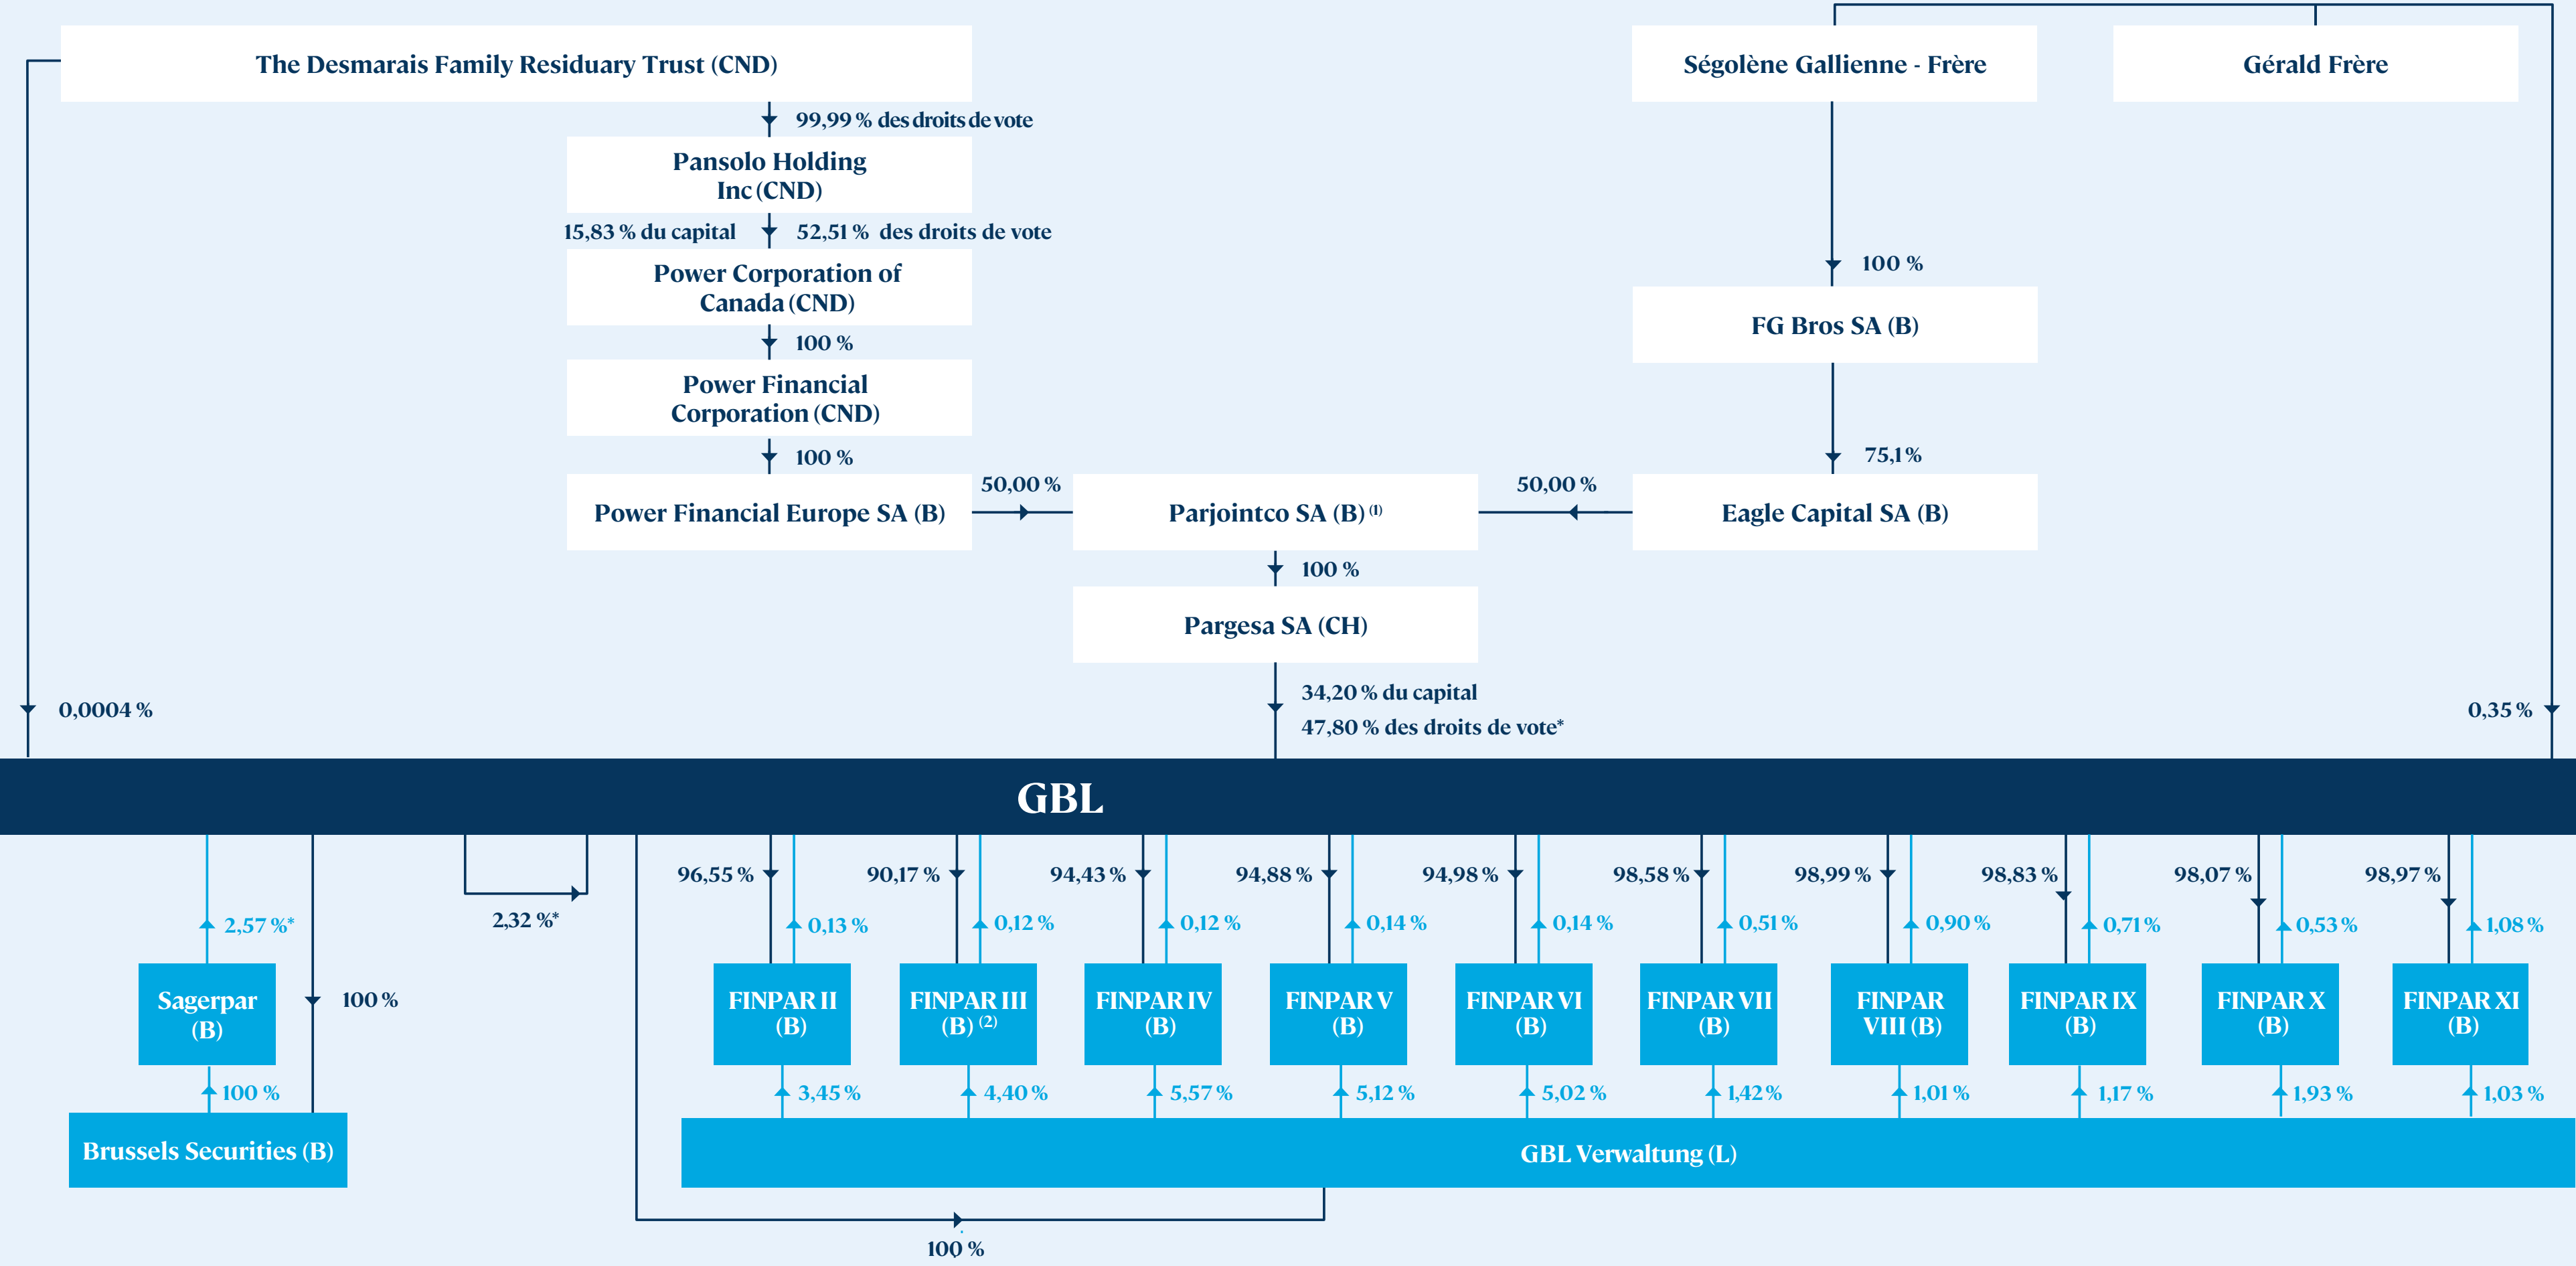 The Desmarais Family Residuary Trust (CND)
Ségolène Gallienne - Frère
Gérald Frère
99,99 % des droits de vote
Pansolo Holding
Inc (CND)
15,83 % du capital
52,51 % des droits de vote
Power Corporation of
Canada (CND)
100 %
FG Bros SA (B)
100 %
Power Financial
Corporation (CND)
100 %
75,1 %
Power Financial Europe SA (B)
50,00 %
Parjointco SA (B) (1)
50,00 %
Eagle Capital SA (B)
100 %
Pargesa SA (CH)
34,20 % du capital
47,80 % des droits de vote*
0,0004 %
0,35 %
GBL
96,55 %
90,17 %
94,43 %
94,88 %
94,98 %
98,58 %
98,99 %
98,83 %
98,07 %
98,97 %
2,57 %*
2,32 %*
0,13 %
0,12 %
0,12 %
0,14 %
0,14 %
0,51 %
0,90 %
0,71 %
0,53 %
1,08 %
Sagerpar
(B)
100 %
FINPAR II
(B)
FINPAR III
(B) (2)
FINPAR IV
(B)
FINPAR V
(B)
FINPAR VI
(B)
FINPAR VII
(B)
FINPAR
VIII (B)
FINPAR IX
(B)
FINPAR X
(B)
FINPAR XI
(B)
100 %
3,45 %
4,40 %
5,57 %
5,12 %
5,02 %
1,42 %
1,01 %
1,17 %
1,93 %
1,03 %
Brussels Securities (B)
GBL Verwaltung (L)
100 %